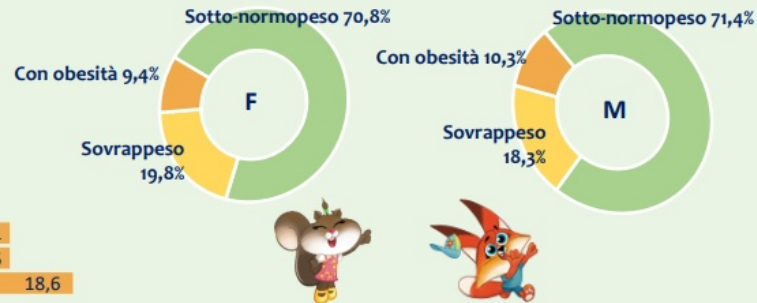 Sotto-normopeso 70,8%
Con obesità 9,4%
F
Sovrappeso
19,8%
Sotto-normopeso 71,4%
Con obesità 10,3%
M
Sovrappeso
18,3%
18,6